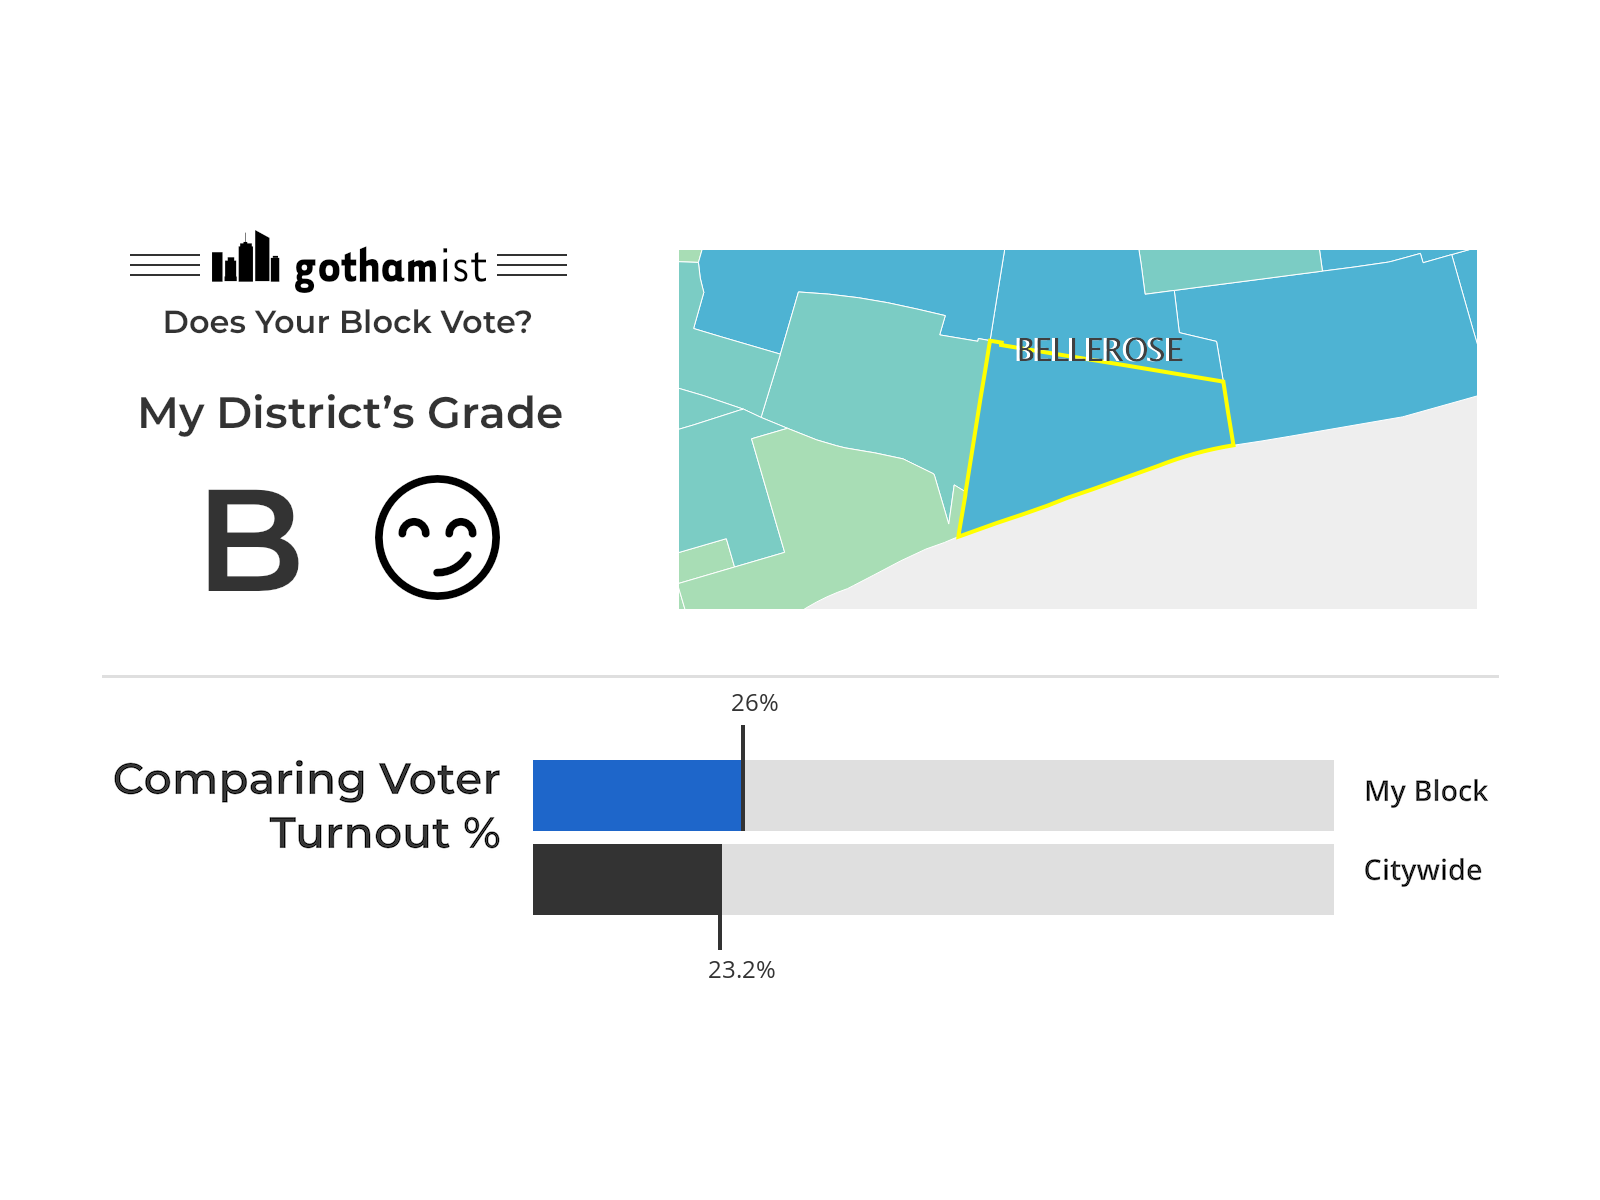 gothamist
Does Your Block Vote?
My District’s Grade
B
BELLEROSE
26%
Comparing Voter
Turnout %
My Block
Citywide
23.2%